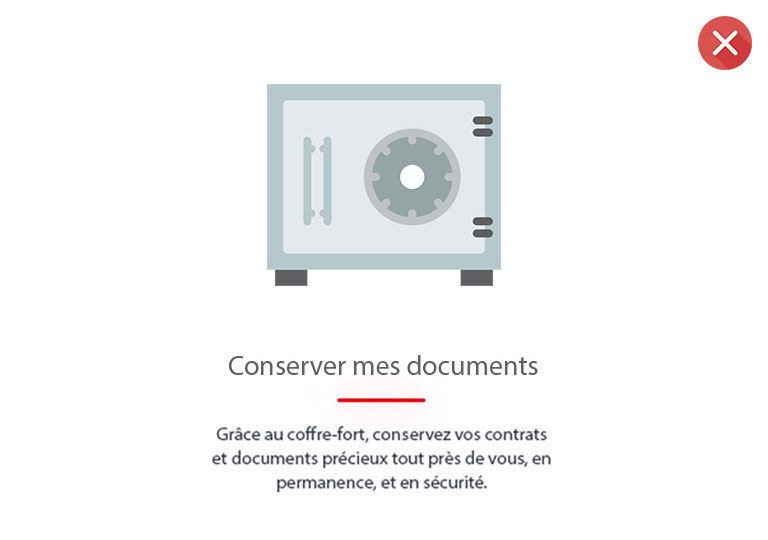 Conserver mes documents
Grâce au coffre-fort, conservez vos contrats
et documents précieux tout près de vous, en
permanence, et en sécurité.